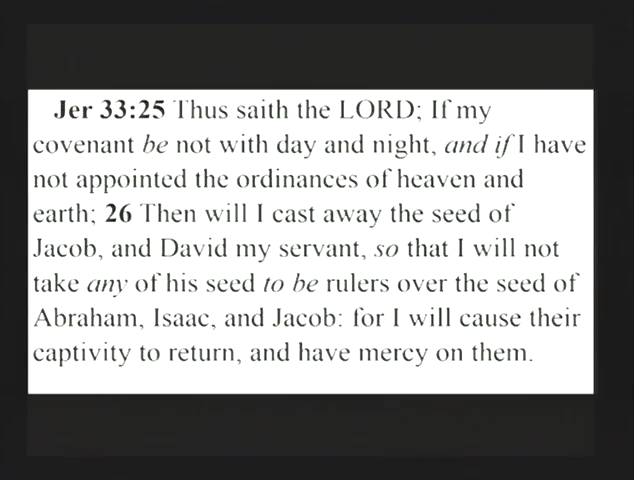 Jer 33:25 Thus saith the LORD; If my
covenant be not with day and night, and if I have
not appointed the ordinances of heaven and
earth; 26 Then will I cast away the seed of
Jacob, and David my servant, so that I will not
take any of his seed to be rulers over the seed of
Abraham, Isaac, and Jacob: for I will cause their
captivity to return, and have mercy on them.